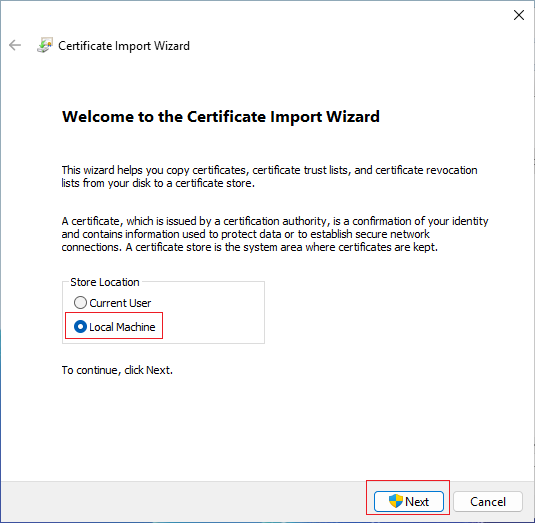 Certificate Import Wizard
Welcome to the Certificate Import Wizard
This wizard helps you copy certificates, certificate trust lists, and certificate revocation
lists from your disk to a certificate store.
A certificate, which is issued by a certification authority, is a confirmation of your identity
and contains information used to protect data or to establish secure network
connections. A certificate store is the system area where certificates are kept.
Store Location
Current User
Local Machine
To continue, click Next.
Next
Cancel